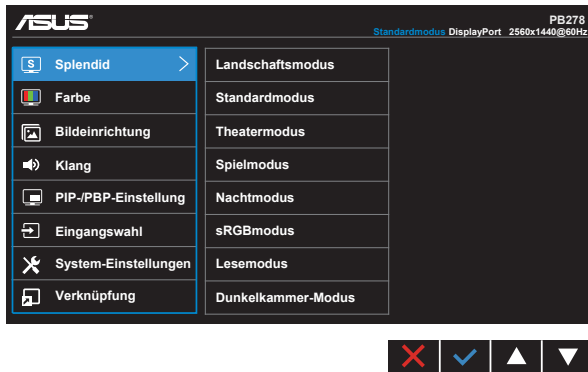 ASUS
PB278
Standardmodus DisplayPort 2560x1440@60Hz
S Splendid
Farbe
Bildeinrichtung
Klang
PIP-/PBP-Einstellung
Eingangswahl
System-Einstellungen
Verknüpfung
Landschaftsmodus
Standardmodus
Theatermodus
Spielmodus
Nachtmodus
sRGBmodus
Lesemodus
Dunkelkammer-Modus